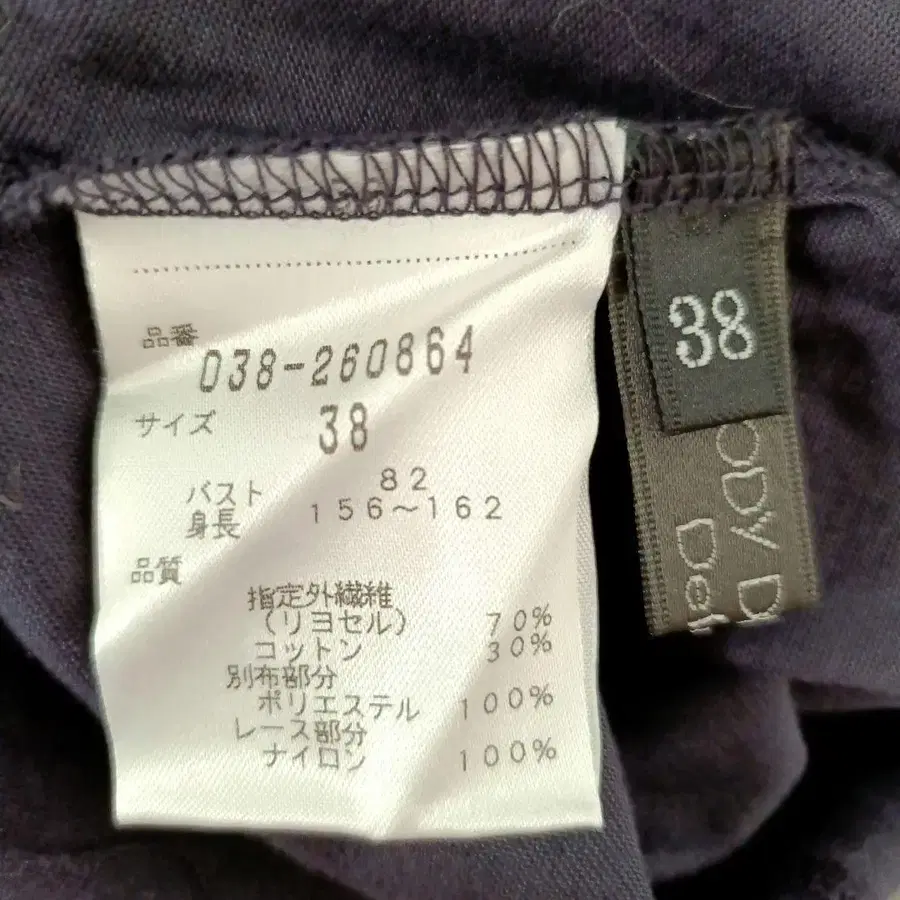 品番
038-260864
サイズ 38
バスト 82
身長 156～162
品質
指定外繊維
(リヨセル) 70%
コットン 30%
別布部分
ポリエステル 100%
レース部分
ナイロン 100%
38
ODY D
De